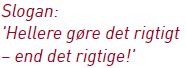 Slogan:
'Hellere gøre det rigtigt
– end det rigtige!'